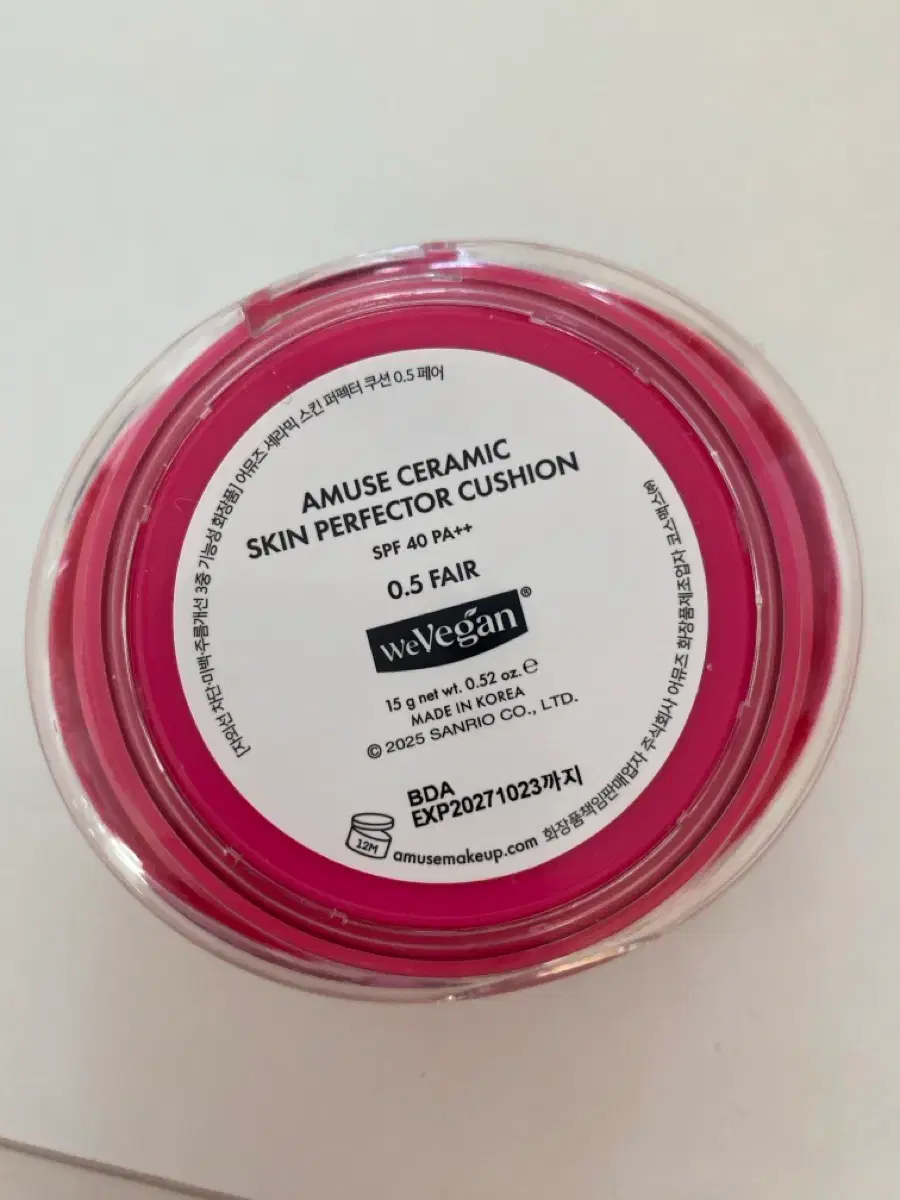 [자외선 차단·미백·주름개선 3중 기능성 화장품] 어뮤즈 세라믹 스킨 퍼펙터 쿠션 0.5 페어
AMUSE CERAMIC
SKIN PERFECTOR CUSHION
SPF 40 PA++
0.5 FAIR
weVegan®
15 g net wt. 0.52 oz. ℮
MADE IN KOREA
© 2025 SANRIO CO., LTD.
BDA
EXP20271023까지
12M
amusemakeup.com 화장품책임판매업자 주식회사 어뮤즈 화장품제조업자 코스맥스㈜